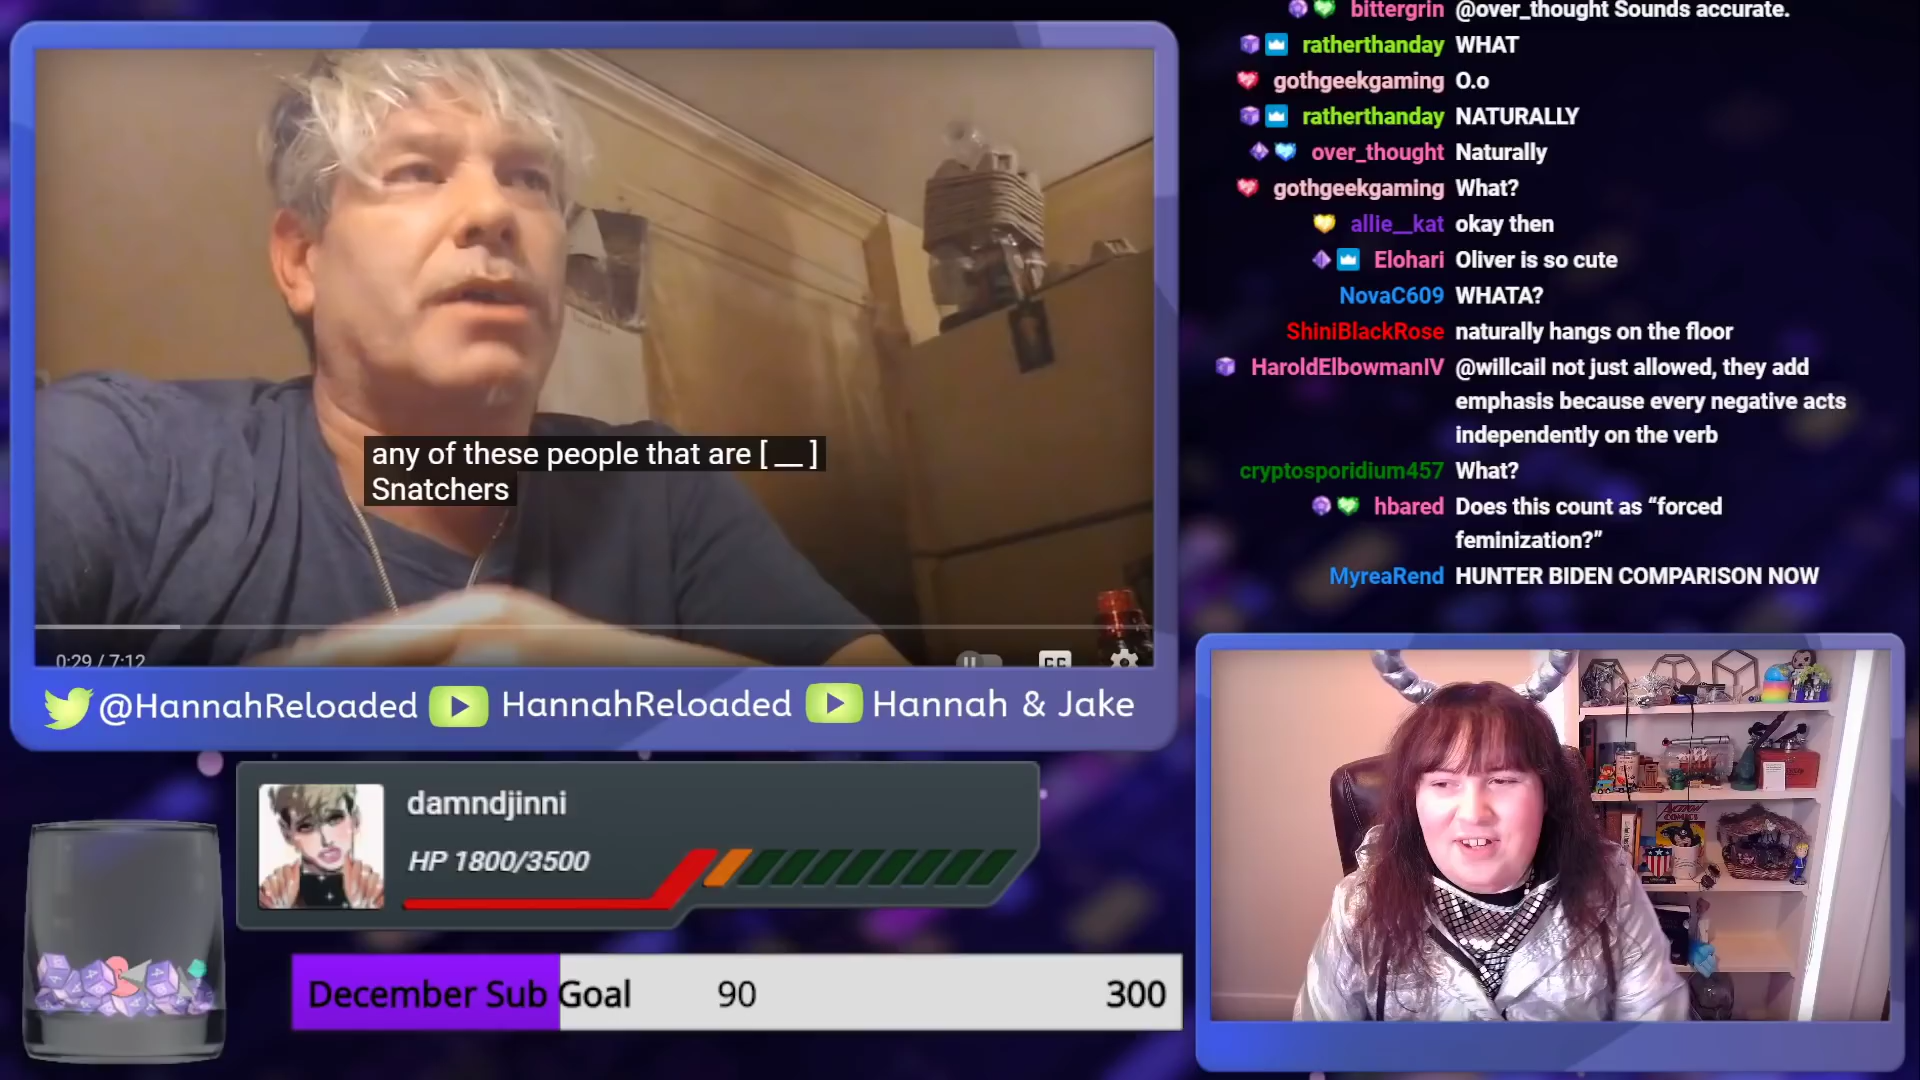 any of these people that are [ __ ]
Snatchers
0:29 / 7:12
@HannahReloaded HannahReloaded Hannah & Jake
damndjinni
HP 1800/3500
December Sub Goal 90 300
bittergrin @over_thought Sounds accurate.
ratherthanday WHAT
gothgeekgaming O.o
ratherthanday NATURALLY
over_thought Naturally
gothgeekgaming What?
allie__kat okay then
Elohari Oliver is so cute
NovaC609 WHATA?
ShiniBlackRose naturally hangs on the floor
HaroldElbowmanIV @willcail not just allowed, they add
emphasis because every negative acts
independently on the verb
cryptosporidium457 What?
hbared Does this count as “forced
feminization?”
MyreaRend HUNTER BIDEN COMPARISON NOW
ACTION
COMICS